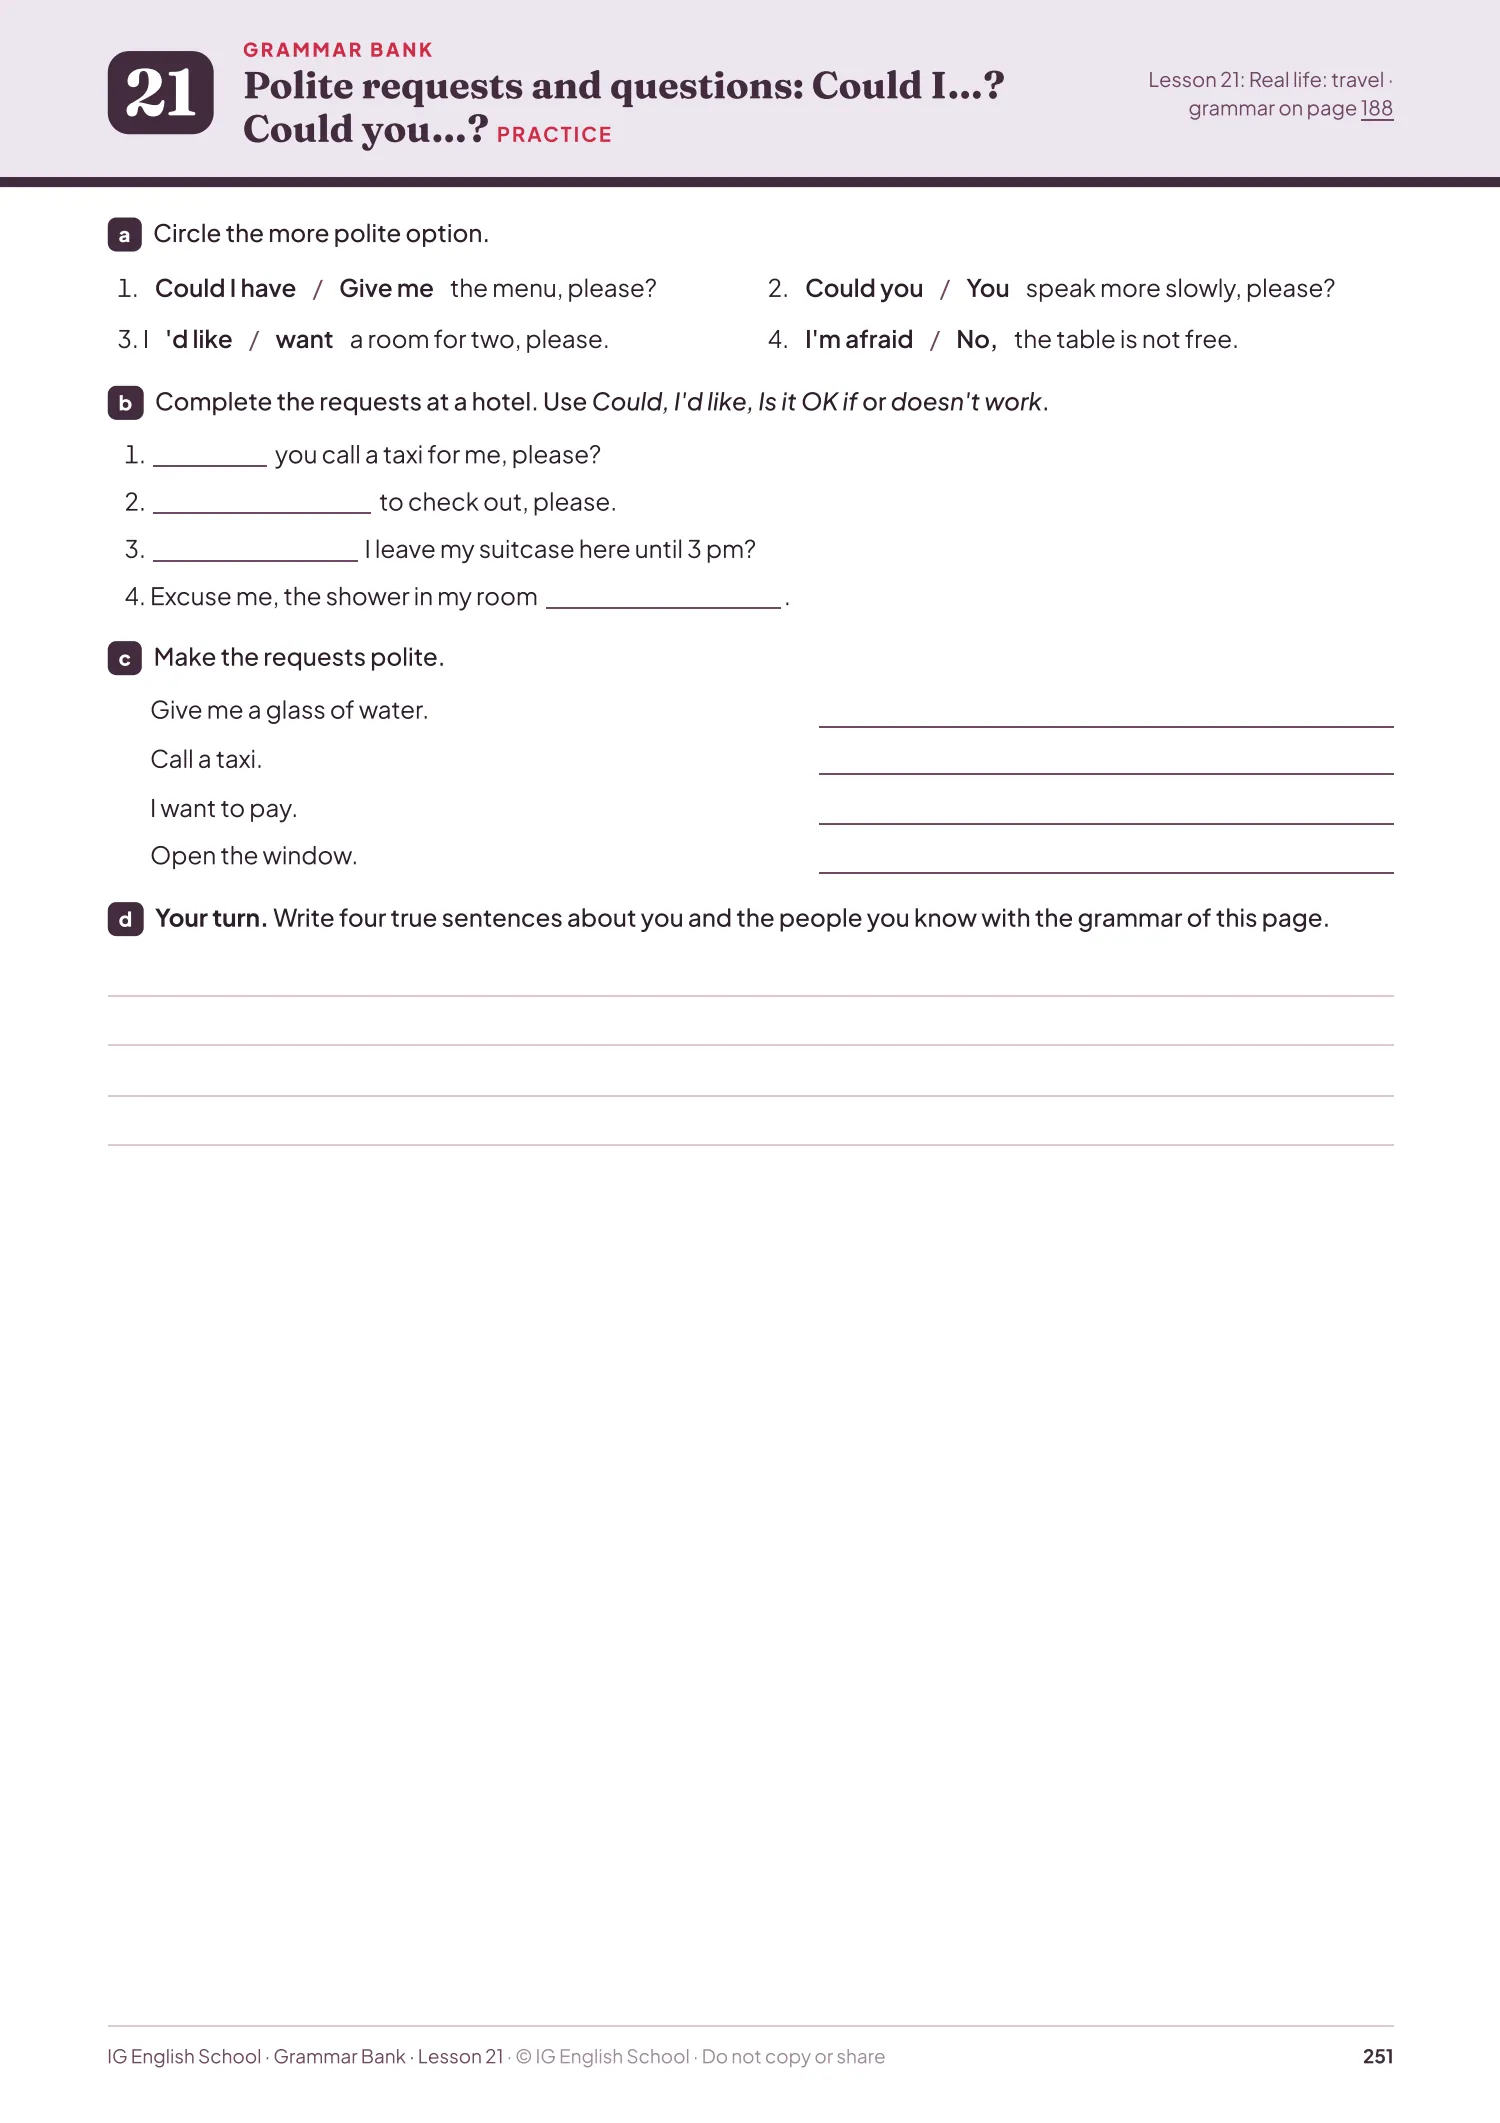 21
GRAMMAR BANK
Polite requests and questions: Could I...?
Could you...? PRACTICE
Lesson 21: Real life: travel ·
grammar on page 188
a Circle the more polite option.
1. Could I have / Give me the menu, please?
2. Could you / You speak more slowly, please?
3. I 'd like / want a room for two, please.
4. I'm afraid / No, the table is not free.
b Complete the requests at a hotel. Use Could, I'd like, Is it OK if or doesn't work.
1. ________ you call a taxi for me, please?
2. ________ to check out, please.
3. ________ I leave my suitcase here until 3 pm?
4. Excuse me, the shower in my room ________ .
c Make the requests polite.
Give me a glass of water.
Call a taxi.
I want to pay.
Open the window.
d Your turn. Write four true sentences about you and the people you know with the grammar of this page.
IG English School · Grammar Bank · Lesson 21 · © IG English School · Do not copy or share
251